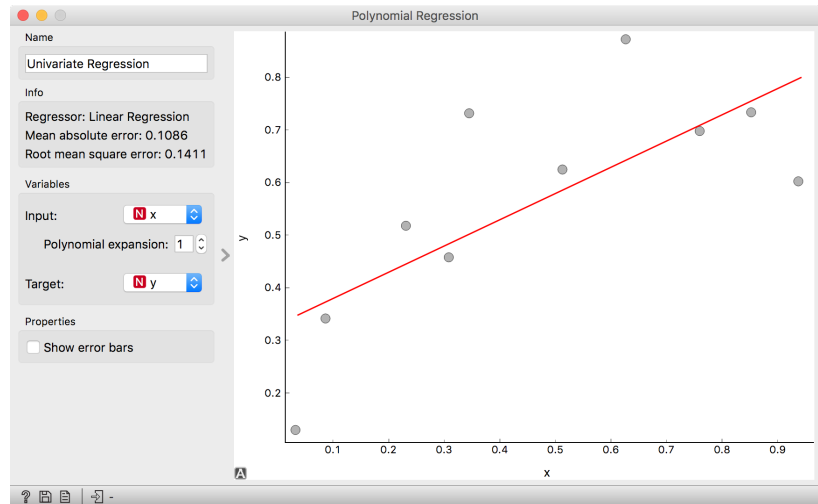 Polynomial Regression
Name
Univariate Regression
Info
Regressor: Linear Regression
Mean absolute error: 0.1086
Root mean square error: 0.1411
Variables
Input: N x
Polynomial expansion: 1
Target: N y
Properties
Show error bars
y
0.8
0.7
0.6
0.5
0.4
0.3
0.2
0.1 0.2 0.3 0.4 0.5 0.6 0.7 0.8 0.9
x
A
? -